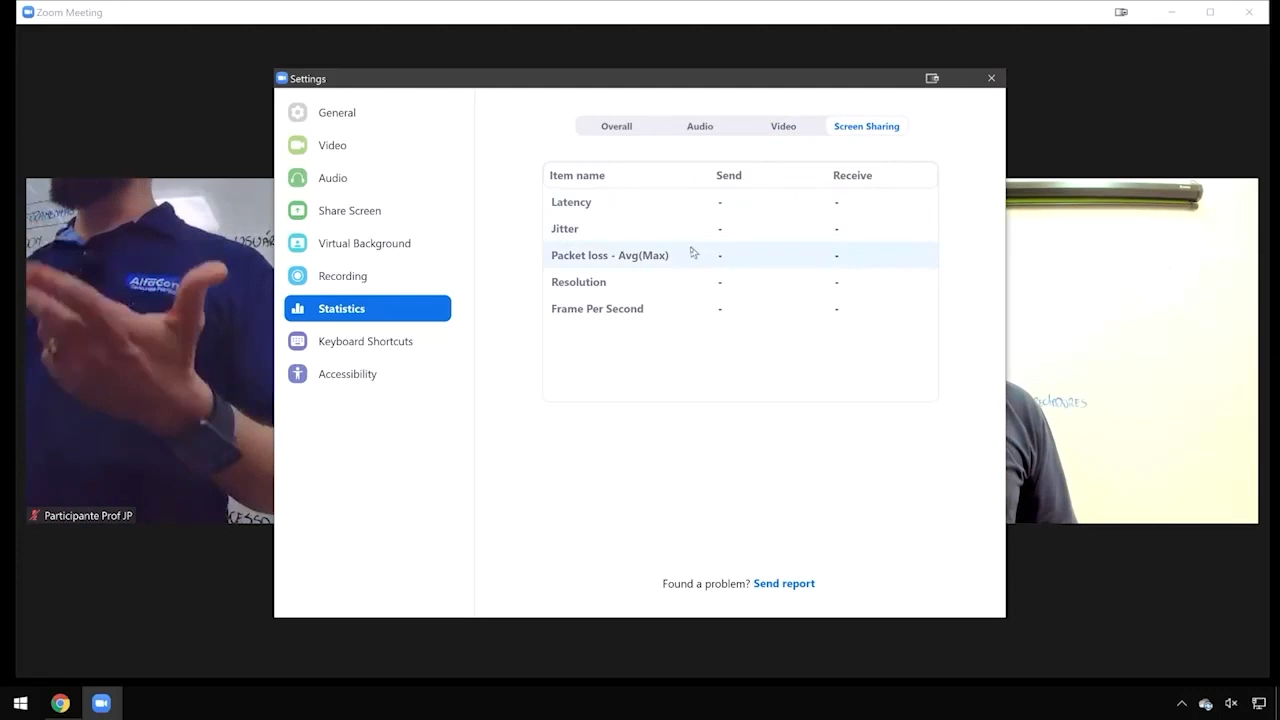 Zoom Meeting
Settings
General
Video
Audio
Share Screen
Virtual Background
Recording
Statistics
Keyboard Shortcuts
Accessibility
Overall Audio Video Screen Sharing
Item name Send Receive
Latency - -
Jitter - -
Packet loss - Avg(Max) - -
Resolution - -
Frame Per Second - -
Found a problem? Send report
AlfaCon
Participante Prof JP